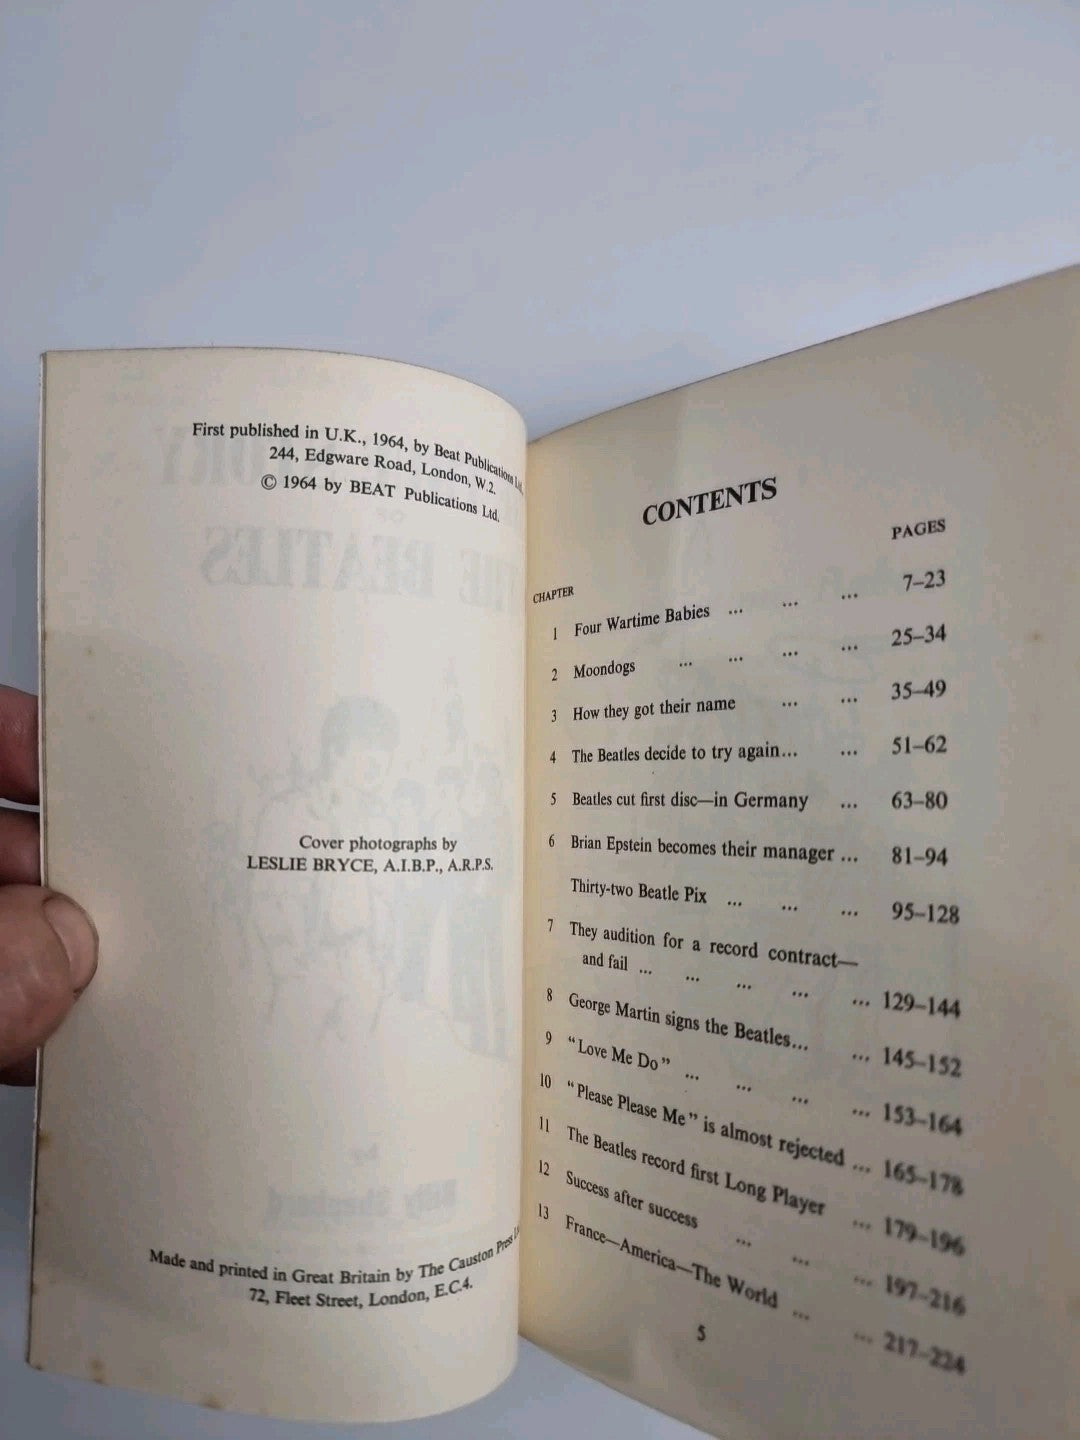 First published in U.K., 1964, by Beat Publications Ltd.
244, Edgware Road, London, W.2.
© 1964 by BEAT Publications Ltd.
Cover photographs by
LESLIE BRYCE, A.I.B.P., A.R.P.S.
Made and printed in Great Britain by The Causton Press
72, Fleet Street, London, E.C.4.
CONTENTS
PAGES
CHAPTER
1 Four Wartime Babies ... ... ... 7–23
2 Moondogs ... ... ... ... 25–34
3 How they got their name ... ... 35–49
4 The Beatles decide to try again... ... 51–62
5 Beatles cut first disc—in Germany ... 63–80
6 Brian Epstein becomes their manager ... 81–94
Thirty-two Beatle Pix ... ... ... 95–128
7 They audition for a record contract—
and fail ... ... ... ... ... 129–144
8 George Martin signs the Beatles... ... 145–152
9 "Love Me Do" ... ... ... ... 153–164
10 "Please Please Me" is almost rejected ... 165–178
11 The Beatles record first Long Player ... 179–196
12 Success after success ... ... ... 197–216
13 France—America—The World ... ... 217–224
5